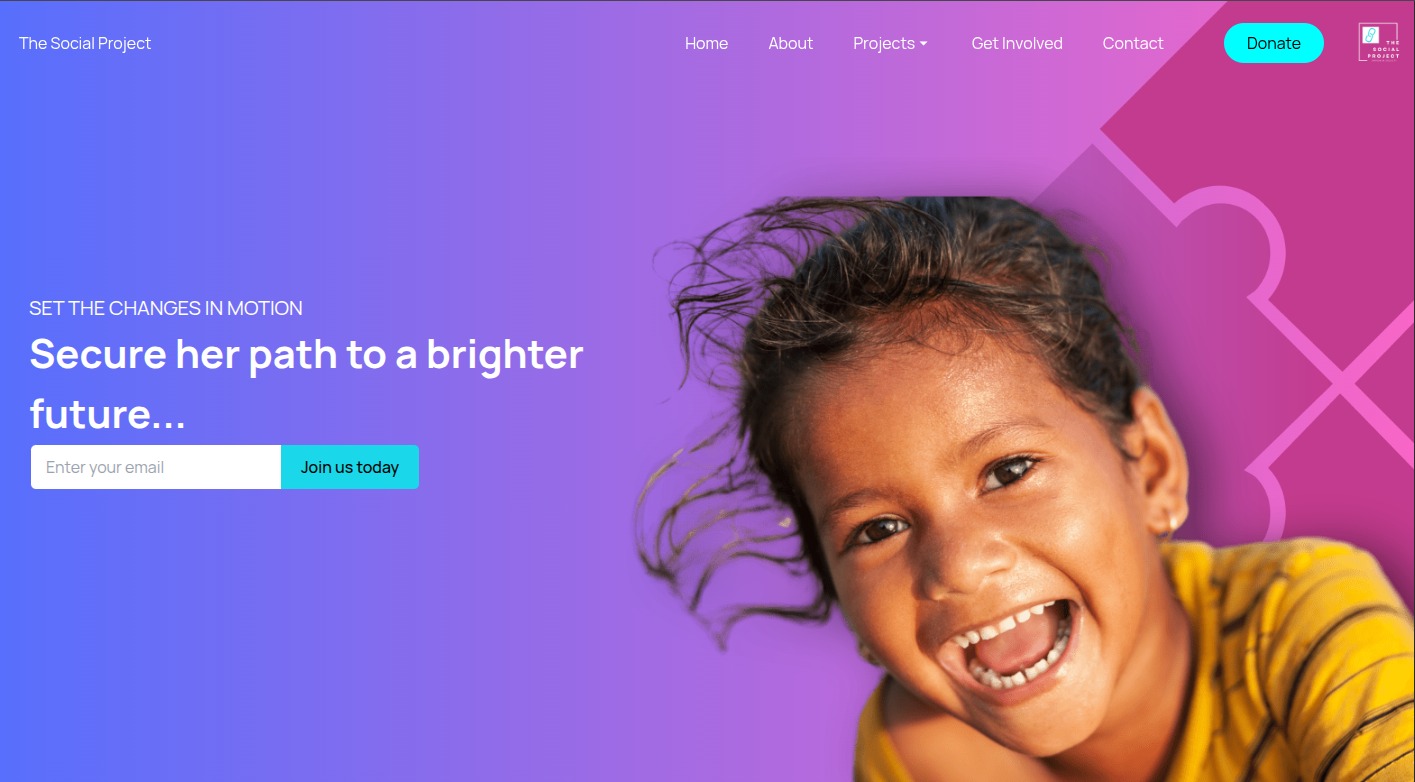 The Social Project
Home
About
Projects
Get Involved
Contact
Donate
THE
SOCIAL
PROJECT
SET THE CHANGES IN MOTION
Secure her path to a brighter
future...
Enter your email
Join us today